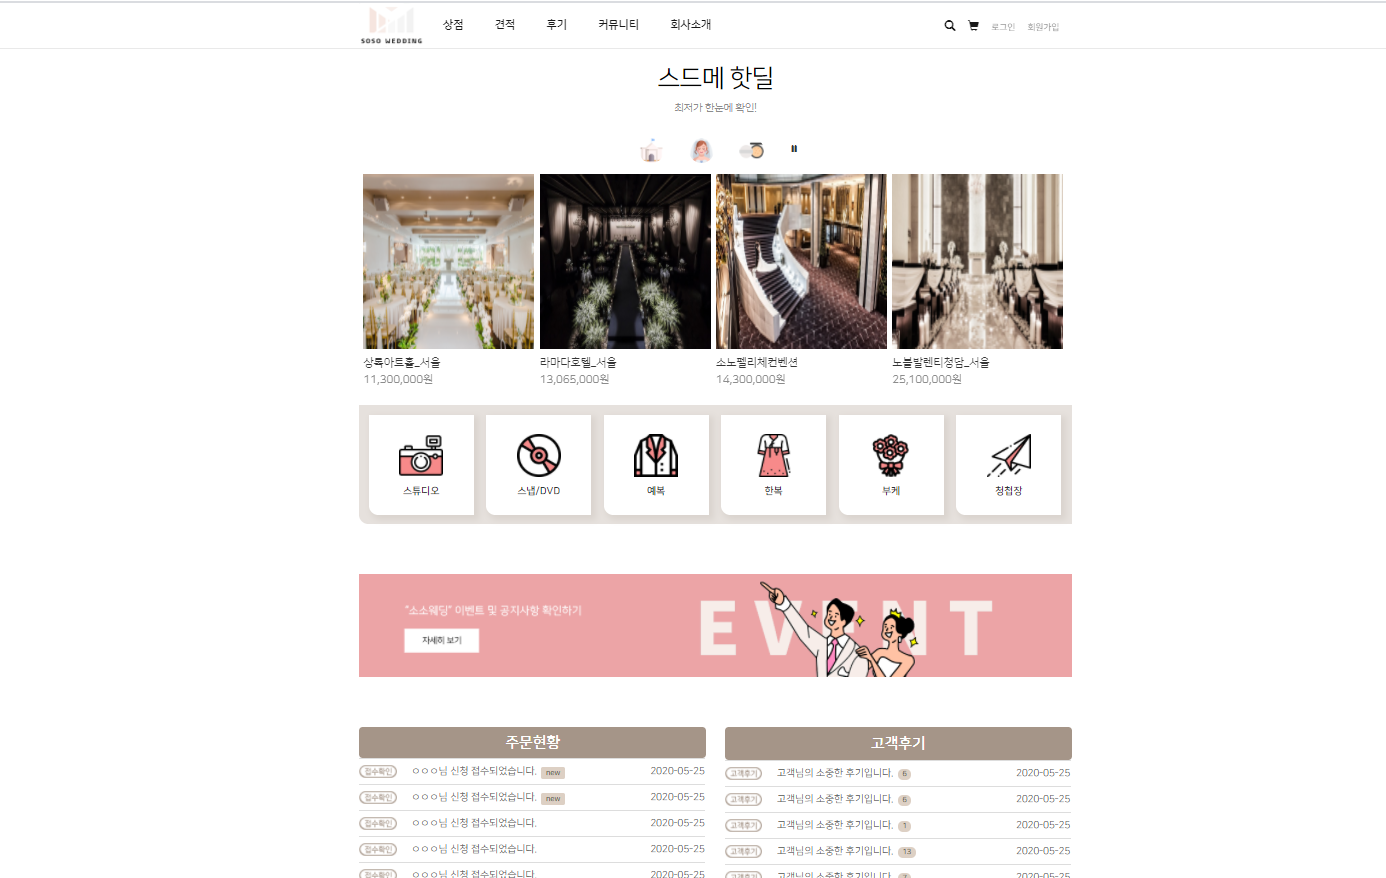 SOSO WEDDING
상점 견적 후기 커뮤니티 회사소개
로그인 회원가입
스드메 핫딜
최저가 한눈에 확인!
상록아트홀_서울
11,300,000원
라마다호텔_서울
13,065,000원
소노펠리체컨벤션
14,300,000원
노블발렌티청담_서울
25,100,000원
스튜디오
스냅/DVD
예복
한복
부케
청첩장
"소소웨딩" 이벤트 및 공지사항 확인하기
자세히 보기
EVENT
주문현황
접수확인 ㅇㅇㅇ님 신청 접수되었습니다. new 2020-05-25
접수확인 ㅇㅇㅇ님 신청 접수되었습니다. new 2020-05-25
접수확인 ㅇㅇㅇ님 신청 접수되었습니다. 2020-05-25
접수확인 ㅇㅇㅇ님 신청 접수되었습니다. 2020-05-25
접수확인 ㅇㅇㅇ님 신청 접수되었습니다. 2020-05-25
고객후기
고객후기 고객님의 소중한 후기입니다. 6 2020-05-25
고객후기 고객님의 소중한 후기입니다. 6 2020-05-25
고객후기 고객님의 소중한 후기입니다. 1 2020-05-25
고객후기 고객님의 소중한 후기입니다. 13 2020-05-25
고객후기 고객님의 소중한 후기입니다. 2020-05-25